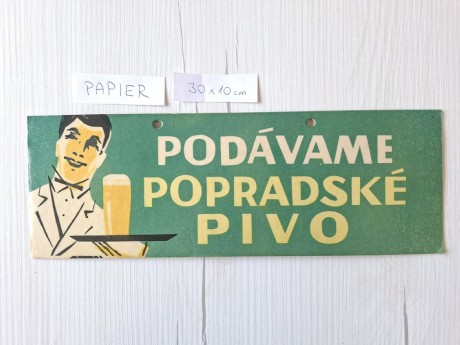 PAPIER
30 x 10 cm
PODÁVAME
POPRADSKÉ
PIVO